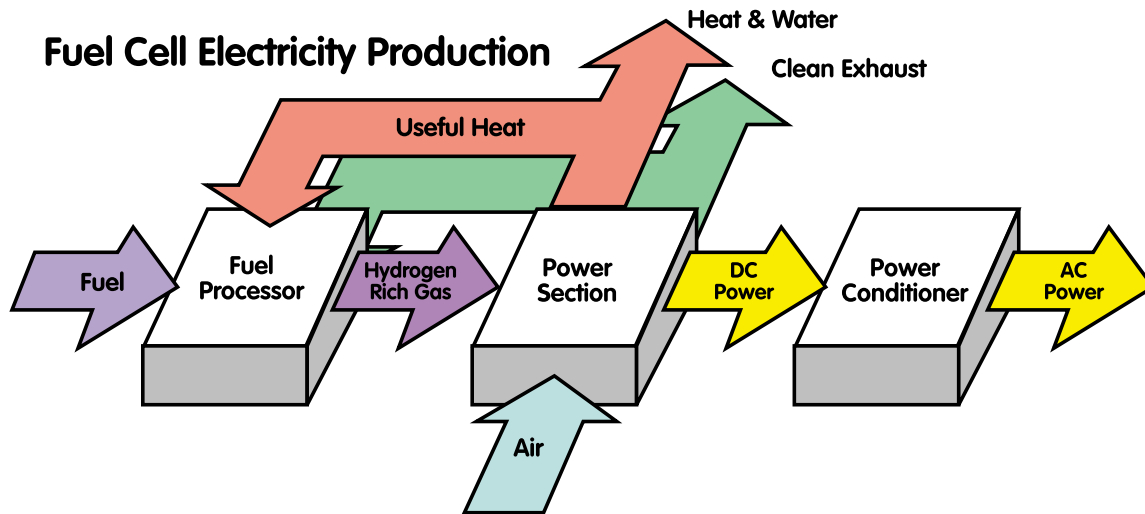 Fuel Cell Electricity Production
Heat & Water
Clean Exhaust
Useful Heat
Fuel
Fuel
Processor
Hydrogen
Rich Gas
Power
Section
DC
Power
Power
Conditioner
AC
Power
Air